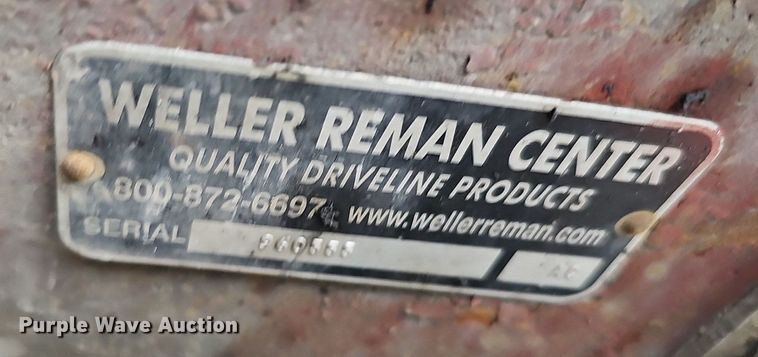 WELLER REMAN CENTER
QUALITY DRIVELINE PRODUCTS
800-872-6697 www.wellerreman.com
SERIAL
Purple Wave Auction